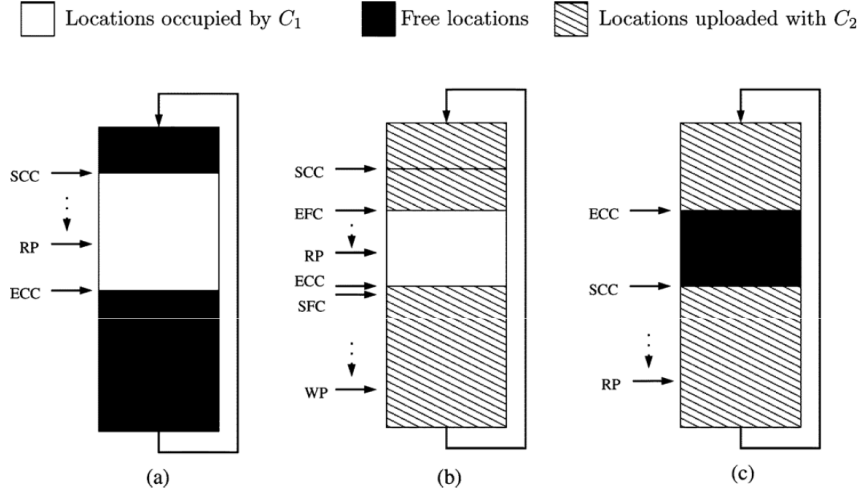 Locations occupied by C1 Free locations Locations uploaded with C2
SCC
RP
ECC
(a)
SCC
EFC
RP
ECC
SFC
WP
(b)
ECC
SCC
RP
(c)